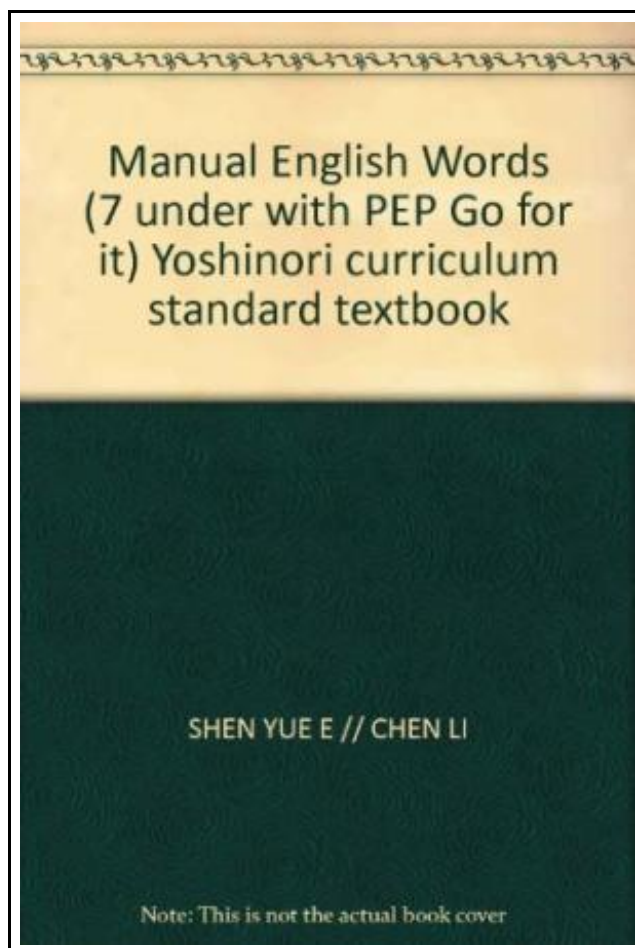 Manual English Words
(7 under with PEP Go for
it) Yoshinori curriculum
standard textbook
SHEN YUE E // CHEN LI
Note: This is not the actual book cover